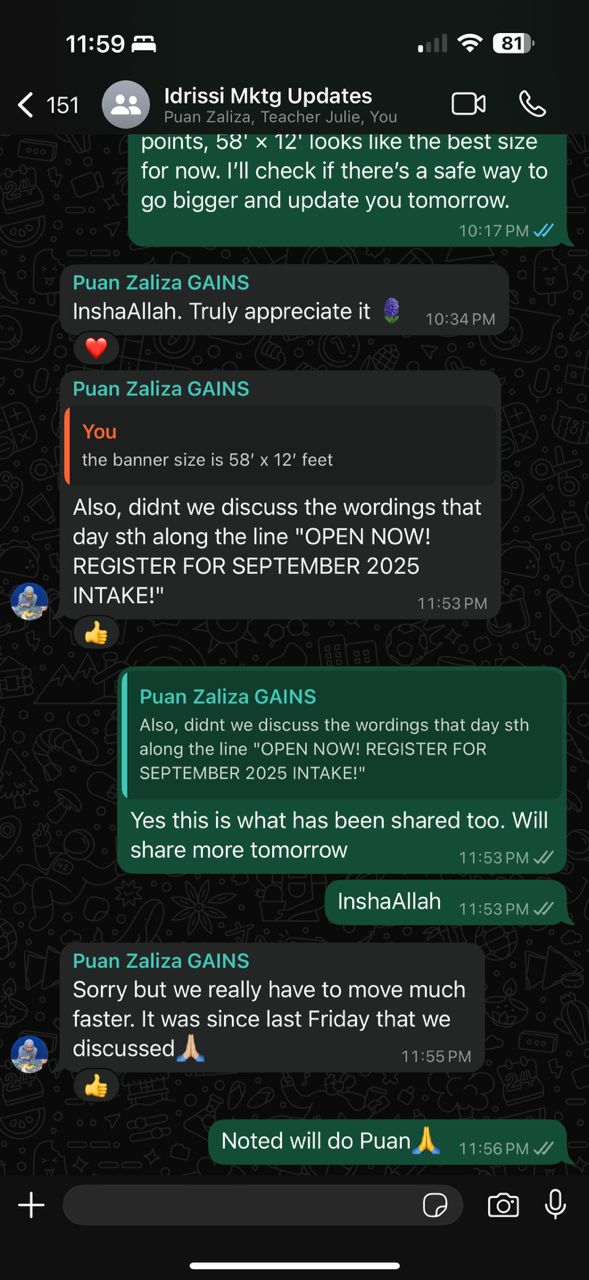 11:59
81
151
Idrissi Mktg Updates
Puan Zaliza, Teacher Julie, You
points, 58' × 12' looks like the best size
for now. I'll check if there's a safe way to
go bigger and update you tomorrow.
10:17 PM
Puan Zaliza GAINS
InshaAllah. Truly appreciate it
10:34 PM
Puan Zaliza GAINS
You
the banner size is 58’ x 12’ feet
Also, didnt we discuss the wordings that
day sth along the line "OPEN NOW!
REGISTER FOR SEPTEMBER 2025
INTAKE!"
11:53 PM
Puan Zaliza GAINS
Also, didnt we discuss the wordings that day sth
along the line "OPEN NOW! REGISTER FOR
SEPTEMBER 2025 INTAKE!"
Yes this is what has been shared too. Will
share more tomorrow
11:53 PM
InshaAllah
11:53 PM
Puan Zaliza GAINS
Sorry but we really have to move much
faster. It was since last Friday that we
discussed🙏🏼
11:55 PM
Noted will do Puan🙏
11:56 PM